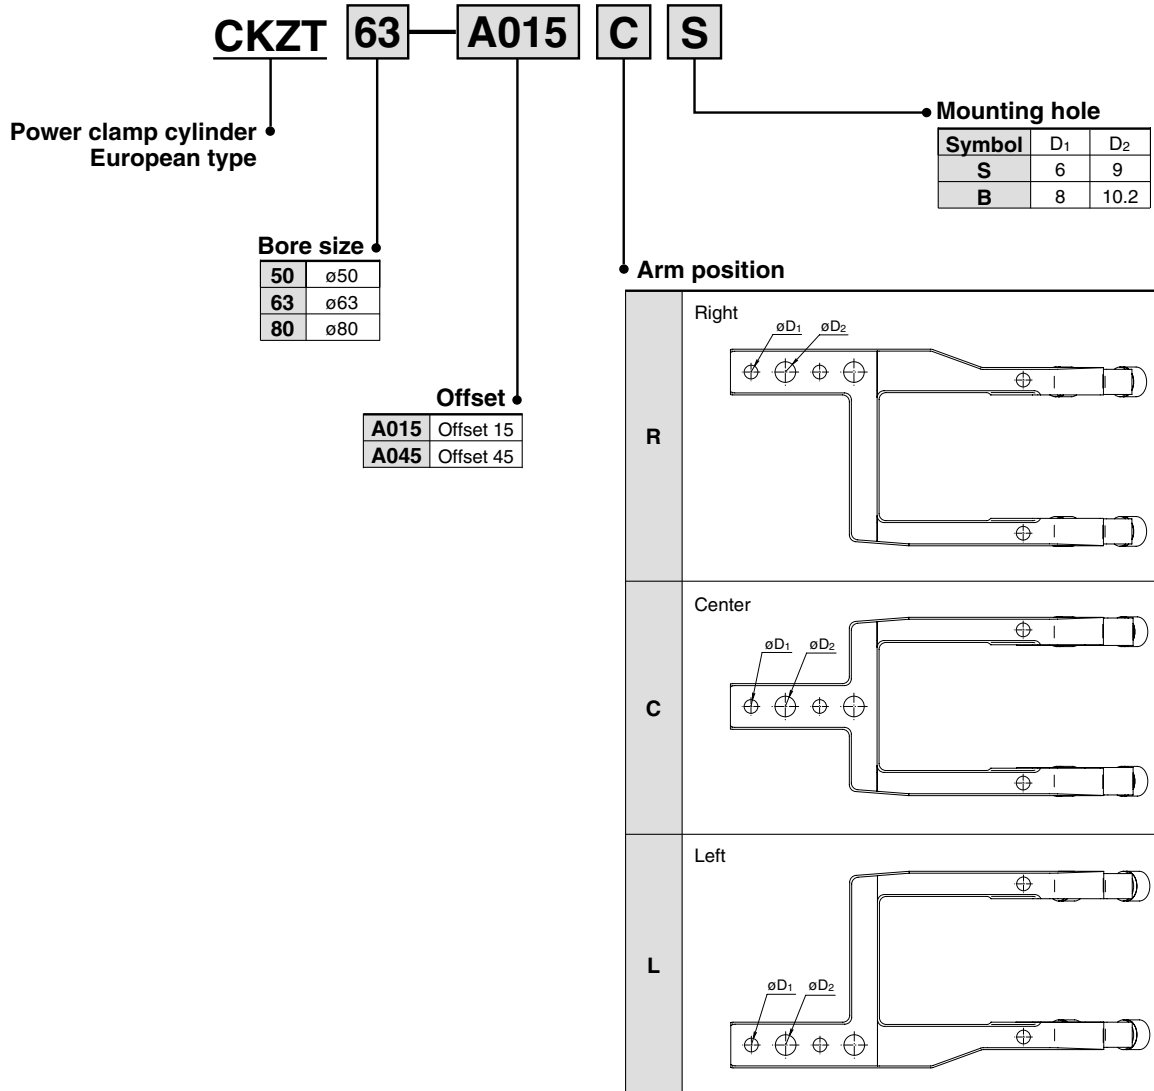 CKZT 63 A015 C S
Power clamp cylinder
European type
Mounting hole
Symbol D1 D2
S 6 9
B 8 10.2
Bore size
50 ø50
63 ø63
80 ø80
Offset
A015 Offset 15
A045 Offset 45
Arm position
R
Right
øD1 øD2
C
Center
øD1 øD2
L
Left
øD1 øD2